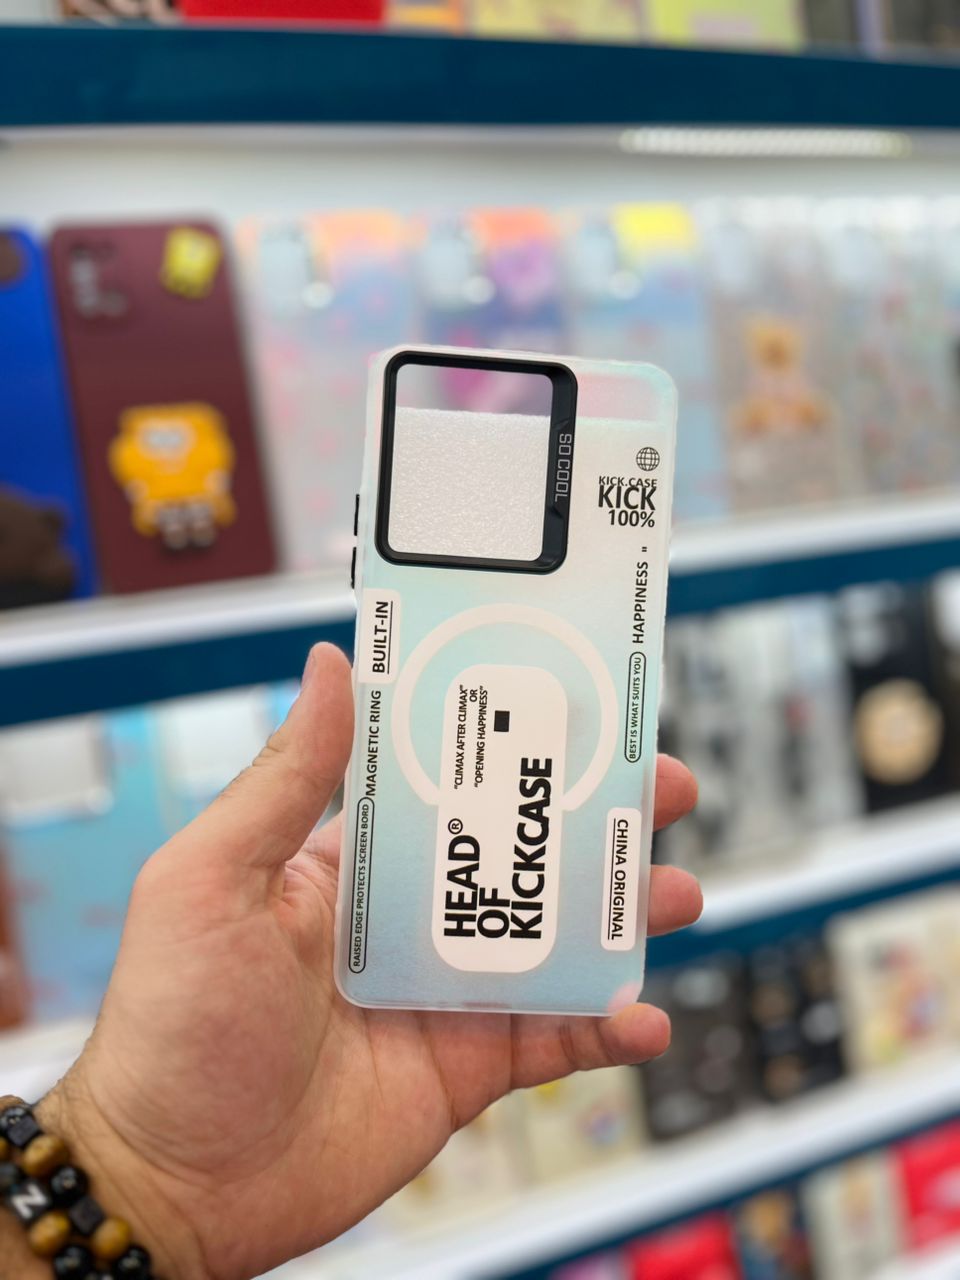 SO COOL
KICK.CASE
KICK
100%
HAPPINESS "
BEST IS WHAT SUITS YOU
BUILT-IN
MAGNETIC RING
RAISED EDGE PROTECTS SCREEN BORD
"CLIMAX AFTER CLIMAX"
OR
"OPENING HAPPINESS"
HEAD®
OF
KICKCASE
CHINA ORIGINAL
Z